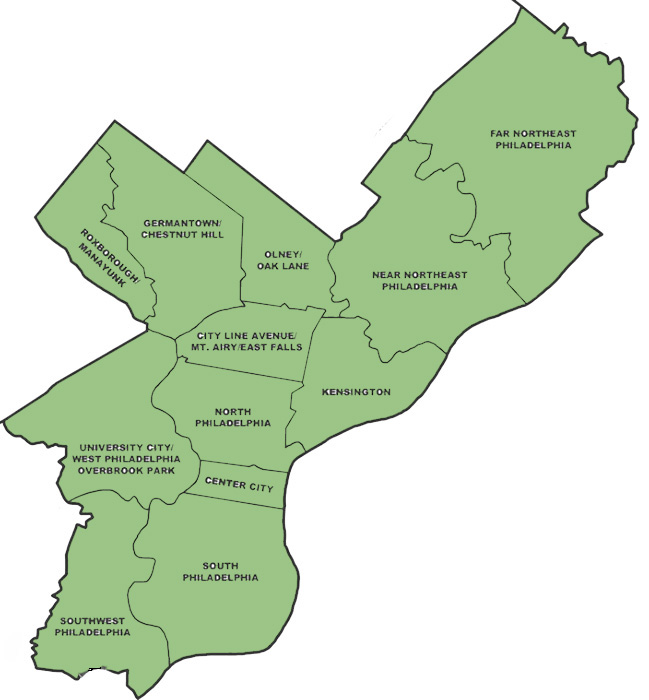 FAR NORTHEAST
PHILADELPHIA
GERMANTOWN/
CHESTNUT HILL
ROXBOROUGH/
MANAYUNK
OLNEY/
OAK LANE
NEAR NORTHEAST
PHILADELPHIA
CITY LINE AVENUE/
MT. AIRY/EAST FALLS
KENSINGTON
NORTH
PHILADELPHIA
UNIVERSITY CITY/
WEST PHILADELPHIA
OVERBROOK PARK
CENTER CITY
SOUTH
PHILADELPHIA
SOUTHWEST
PHILADELPHIA